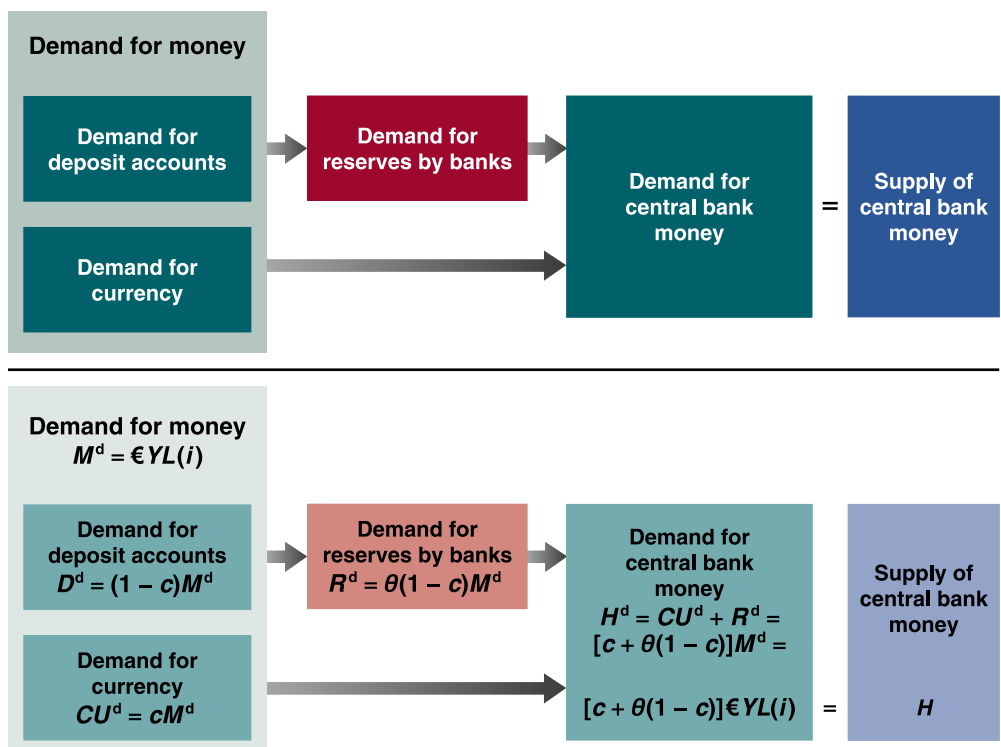 Demand for money
Demand for
deposit accounts
Demand for
reserves by banks
Demand for
central bank
money
=
Supply of
central bank
money
Demand for
currency
Demand for money
Mᵈ = €YL(i)
Demand for
deposit accounts
Dᵈ = (1 – c)Mᵈ
Demand for
reserves by banks
Rᵈ = θ(1 – c)Mᵈ
Demand for
central bank
money
Hᵈ = CUᵈ + Rᵈ =
[c + θ(1 – c)]Mᵈ =
[c + θ(1 – c)]€YL(i)
=
Supply of
central bank
money
H
Demand for
currency
CUᵈ = cMᵈ